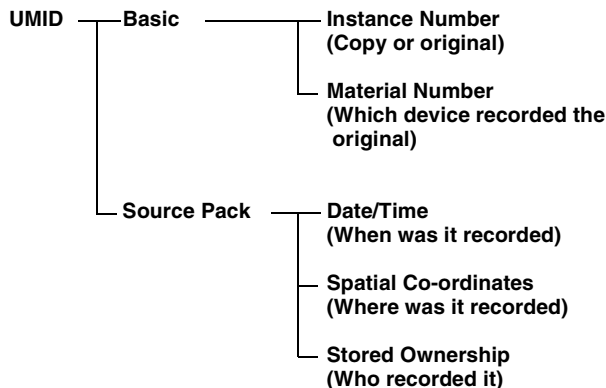 UMID
Basic
Instance Number
(Copy or original)
Material Number
(Which device recorded the
original)
Source Pack
Date/Time
(When was it recorded)
Spatial Co-ordinates
(Where was it recorded)
Stored Ownership
(Who recorded it)